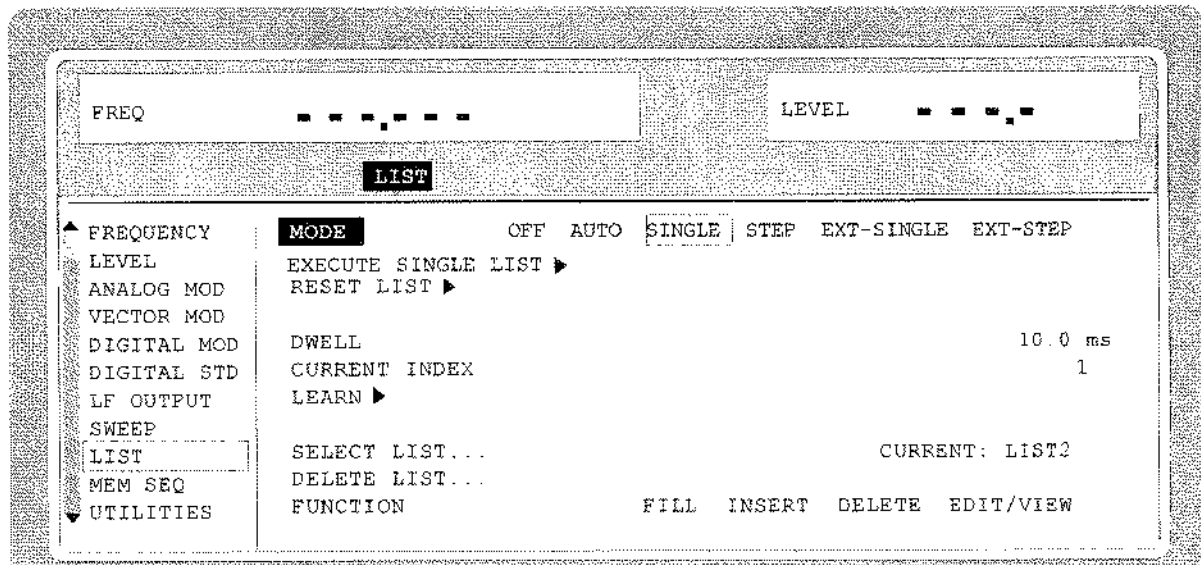 FREQ - - -.- - - LEVEL - - -.-
LIST
FREQUENCY
LEVEL
ANALOG MOD
VECTOR MOD
DIGITAL MOD
DIGITAL STD
LF OUTPUT
SWEEP
LIST
MEM SEQ
UTILITIES
MODE OFF AUTO SINGLE STEP EXT-SINGLE EXT-STEP
EXECUTE SINGLE LIST ▶
RESET LIST ▶
DWELL 10.0 ms
CURRENT INDEX 1
LEARN ▶
SELECT LIST... CURRENT: LIST2
DELETE LIST...
FUNCTION FILL INSERT DELETE EDIT/VIEW